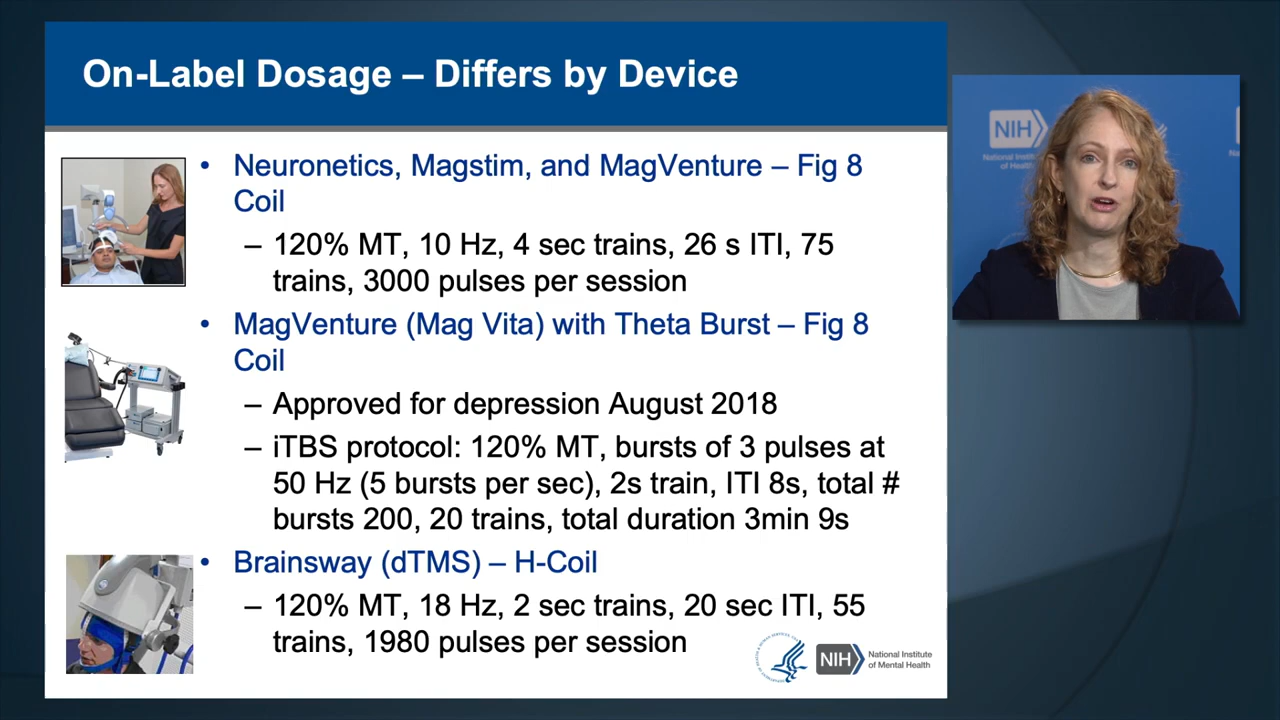 On-Label Dosage – Differs by Device
• Neuronetics, Magstim, and MagVenture – Fig 8
Coil
– 120% MT, 10 Hz, 4 sec trains, 26 s ITI, 75
trains, 3000 pulses per session
• MagVenture (Mag Vita) with Theta Burst – Fig 8
Coil
– Approved for depression August 2018
– iTBS protocol: 120% MT, bursts of 3 pulses at
50 Hz (5 bursts per sec), 2s train, ITI 8s, total #
bursts 200, 20 trains, total duration 3min 9s
• Brainsway (dTMS) – H-Coil
– 120% MT, 18 Hz, 2 sec trains, 20 sec ITI, 55
trains, 1980 pulses per session
NIH
National Institute
of Mental Health
NIH
National Institu
of Health